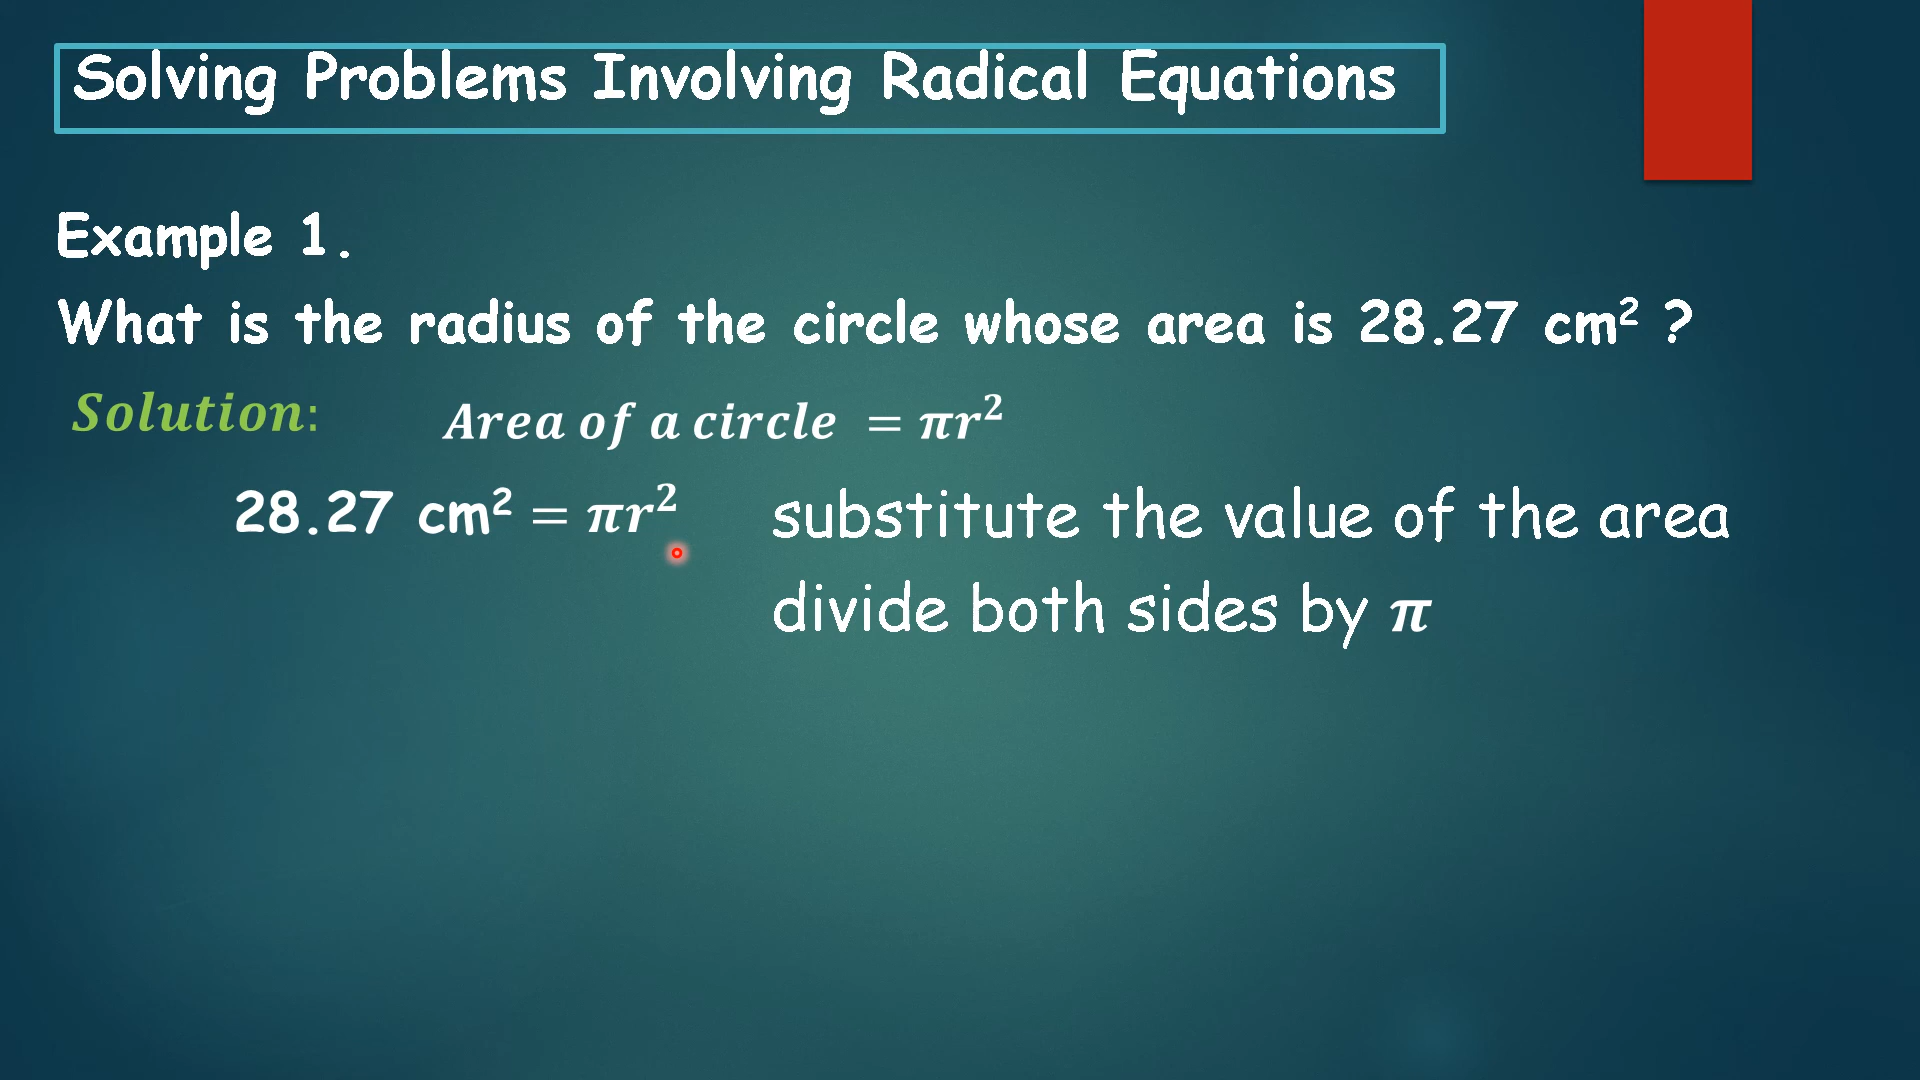 Solving Problems Involving Radical Equations
Example 1.
What is the radius of the circle whose area is 28.27 cm² ?
Solution:
Area of a circle = πr²
28.27 cm² = πr² substitute the value of the area
divide both sides by π